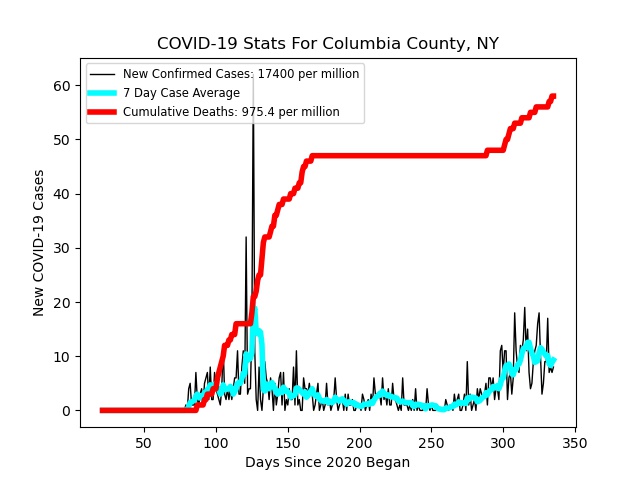 COVID-19 Stats For Columbia County, NY
New Confirmed Cases: 17400 per million
7 Day Case Average
Cumulative Deaths: 975.4 per million
New COVID-19 Cases
60
50
40
30
20
10
0
50
100
150
200
250
300
350
Days Since 2020 Began